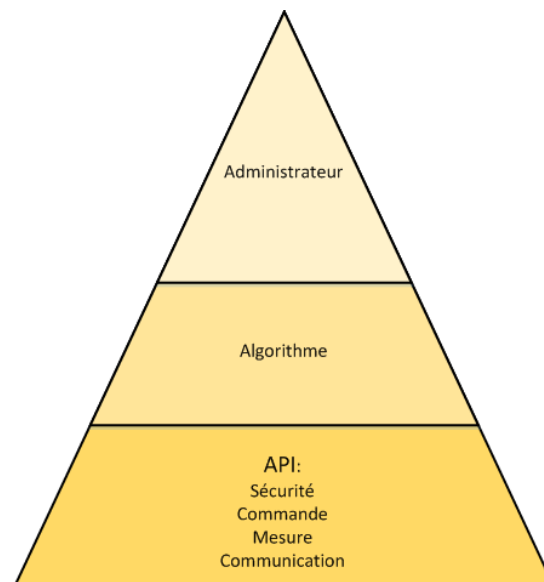 Administrateur
Algorithme
API:
Sécurité
Commande
Mesure
Communication